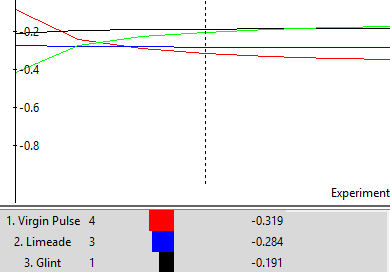 -0.2
-0.4
-0.6
-0.8
Experiment
1. Virgin Pulse 4 -0.319
2. Limeade 3 -0.284
3. Glint 1 -0.191